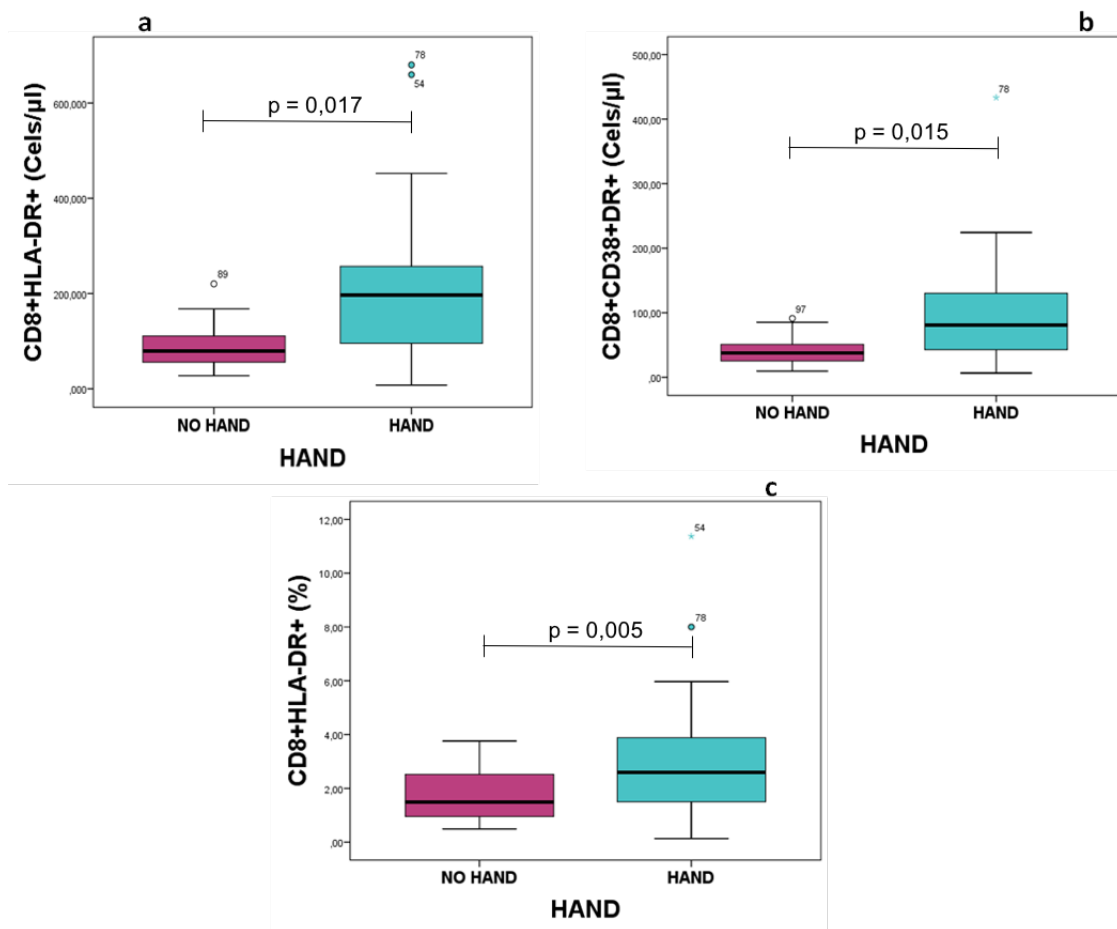 a
CD8+HLA-DR+ (Cels/µl)
600,000
400,000
200,000
,000
78
54
p = 0,017
89
NO HAND
HAND
HAND
b
CD8+CD38+DR+ (Cels/µl)
500,00
400,00
300,00
200,00
100,00
,00
78
p = 0,015
97
NO HAND
HAND
HAND
c
CD8+HLA-DR+ (%)
12,00
10,00
8,00
6,00
4,00
2,00
,00
54
78
p = 0,005
NO HAND
HAND
HAND